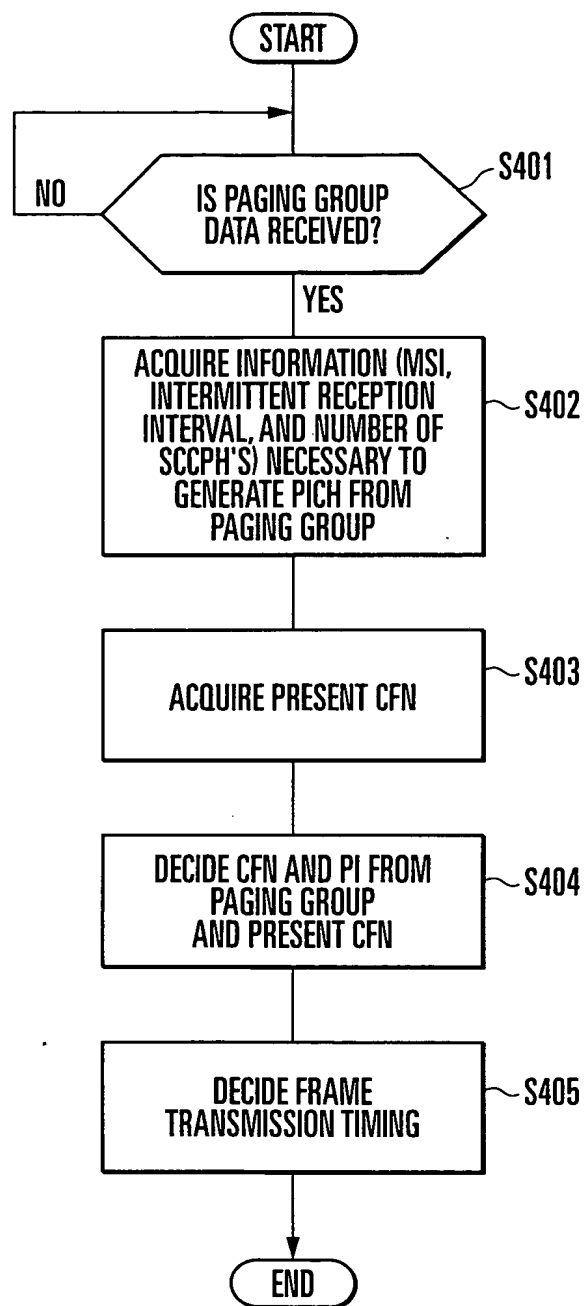 START
NO
IS PAGING GROUP
DATA RECEIVED?
S401
YES
ACQUIRE INFORMATION (MSI,
INTERMITTENT RECEPTION
INTERVAL, AND NUMBER OF
SCCPH'S) NECESSARY TO
GENERATE PICH FROM
PAGING GROUP
S402
ACQUIRE PRESENT CFN
S403
DECIDE CFN AND PI FROM
PAGING GROUP
AND PRESENT CFN
S404
DECIDE FRAME
TRANSMISSION TIMING
S405
END